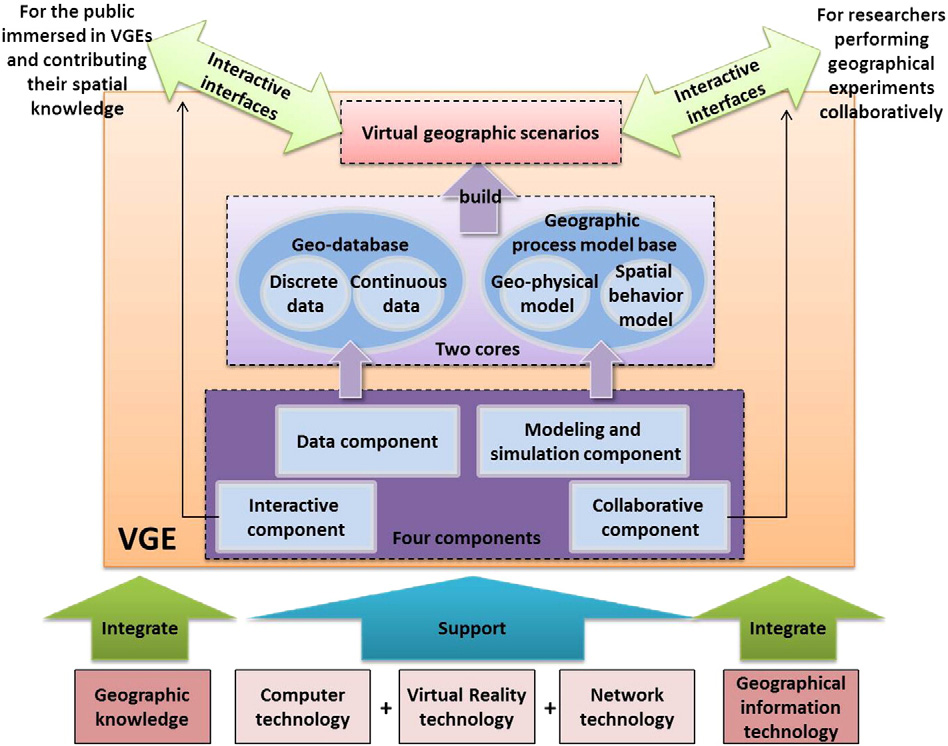 For the public
immersed in VGEs
and contributing
their spatial
knowledge
Interactive
interfaces
Interactive
interfaces
For researchers
performing
geographical
experiments
collaboratively
Virtual geographic scenarios
build
Geo-database
Discrete
data
Continuous
data
Geographic
process model base
Geo-physical
model
Spatial
behavior
model
Two cores
Data component
Modeling and
simulation component
Interactive
component
Collaborative
component
Four components
VGE
Integrate
Support
Integrate
Geographic
knowledge
Computer
technology
+
Virtual Reality
technology
+
Network
technology
Geographical
information
technology